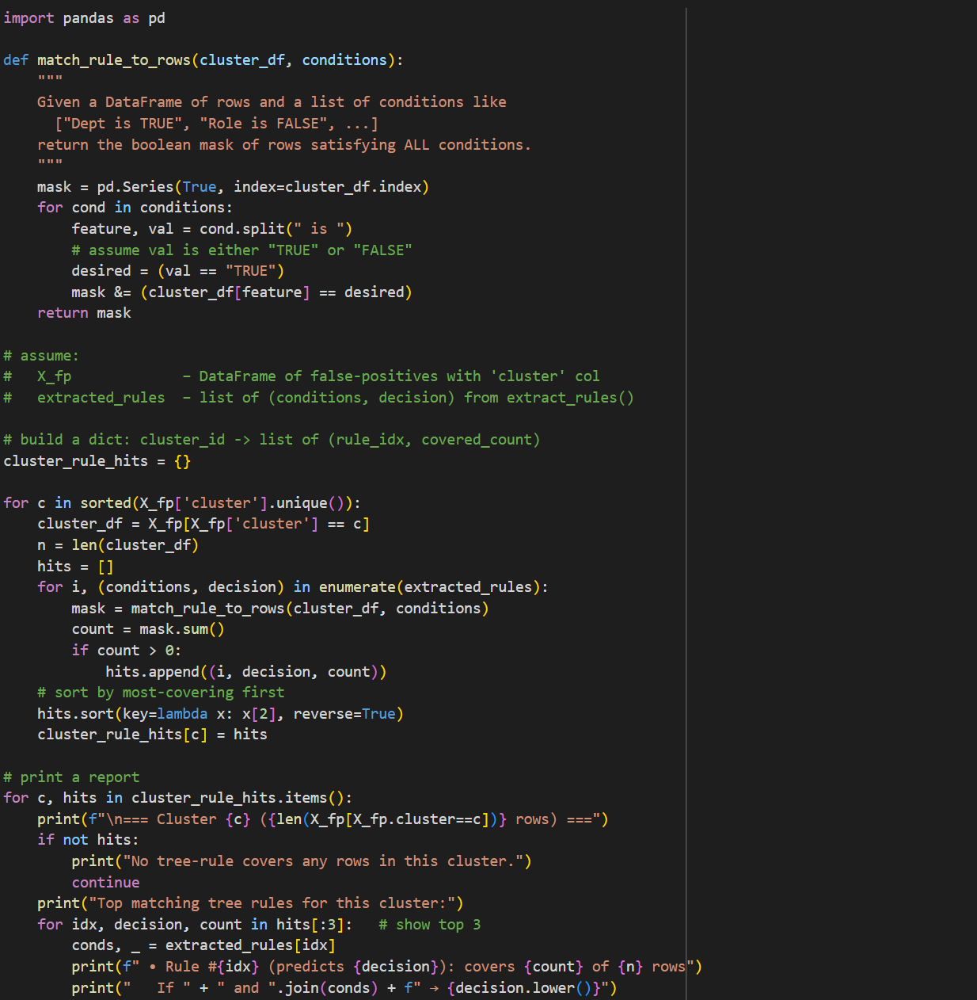 import pandas as pd
def match_rule_to_rows(cluster_df, conditions):
    """
    Given a DataFrame of rows and a list of conditions like
      ["Dept is TRUE", "Role is FALSE", ...]
    return the boolean mask of rows satisfying ALL conditions.
    """
    mask = pd.Series(True, index=cluster_df.index)
    for cond in conditions:
        feature, val = cond.split(" is ")
        # assume val is either "TRUE" or "FALSE"
        desired = (val == "TRUE")
        mask &= (cluster_df[feature] == desired)
    return mask
# assume:
#   X_fp             – DataFrame of false-positives with 'cluster' col
#   extracted_rules  – list of (conditions, decision) from extract_rules()
# build a dict: cluster_id -> list of (rule_idx, covered_count)
cluster_rule_hits = {}
for c in sorted(X_fp['cluster'].unique()):
    cluster_df = X_fp[X_fp['cluster'] == c]
    n = len(cluster_df)
    hits = []
    for i, (conditions, decision) in enumerate(extracted_rules):
        mask = match_rule_to_rows(cluster_df, conditions)
        count = mask.sum()
        if count > 0:
            hits.append((i, decision, count))
    # sort by most-covering first
    hits.sort(key=lambda x: x[2], reverse=True)
    cluster_rule_hits[c] = hits
# print a report
for c, hits in cluster_rule_hits.items():
    print(f"\n=== Cluster {c} ({len(X_fp[X_fp.cluster==c])} rows) ===")
    if not hits:
        print("No tree-rule covers any rows in this cluster.")
        continue
    print("Top matching tree rules for this cluster:")
    for idx, decision, count in hits[:3]:   # show top 3
        conds, _ = extracted_rules[idx]
        print(f" • Rule #{idx} (predicts {decision}): covers {count} of {n} rows")
        print("   If " + " and ".join(conds) + f" → {decision.lower()}")